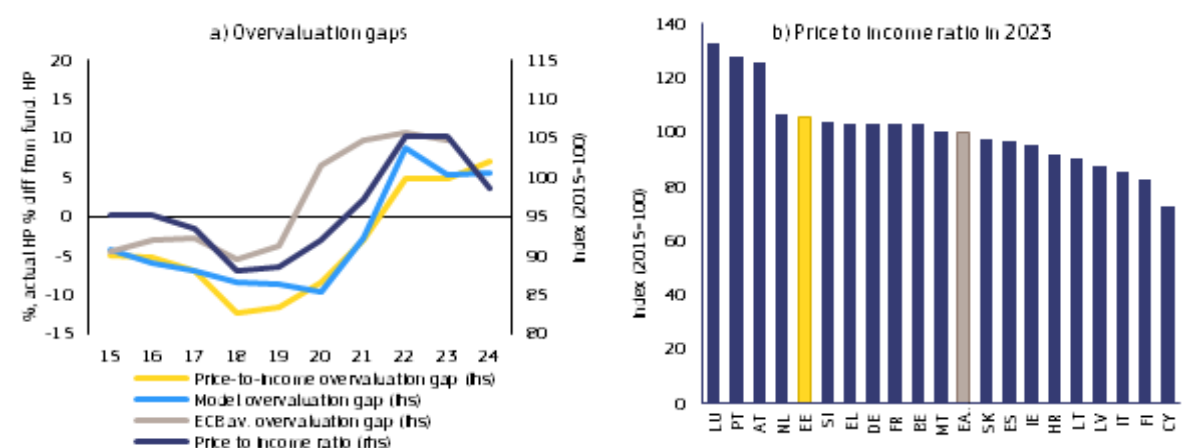 a) Overvaluation gaps
%, actual HP % diff from fund. HP
20
15
10
5
0
-5
-10
-15
115
110
105
100
95
90
85
80
Index (2015=100)
15 16 17 18 19 20 21 22 23 24
Price-to-income overvaluation gap (lhs)
Model overvaluation gap (lhs)
ECB av. overvaluation gap (lhs)
Price to income ratio (rhs)
b) Price to income ratio in 2023
Index (2015=100)
140
120
100
80
60
40
20
0
LU PT AT NL EE SI EL DE FR BE MT EA. SK ES IE HR LT LV IT FI CY